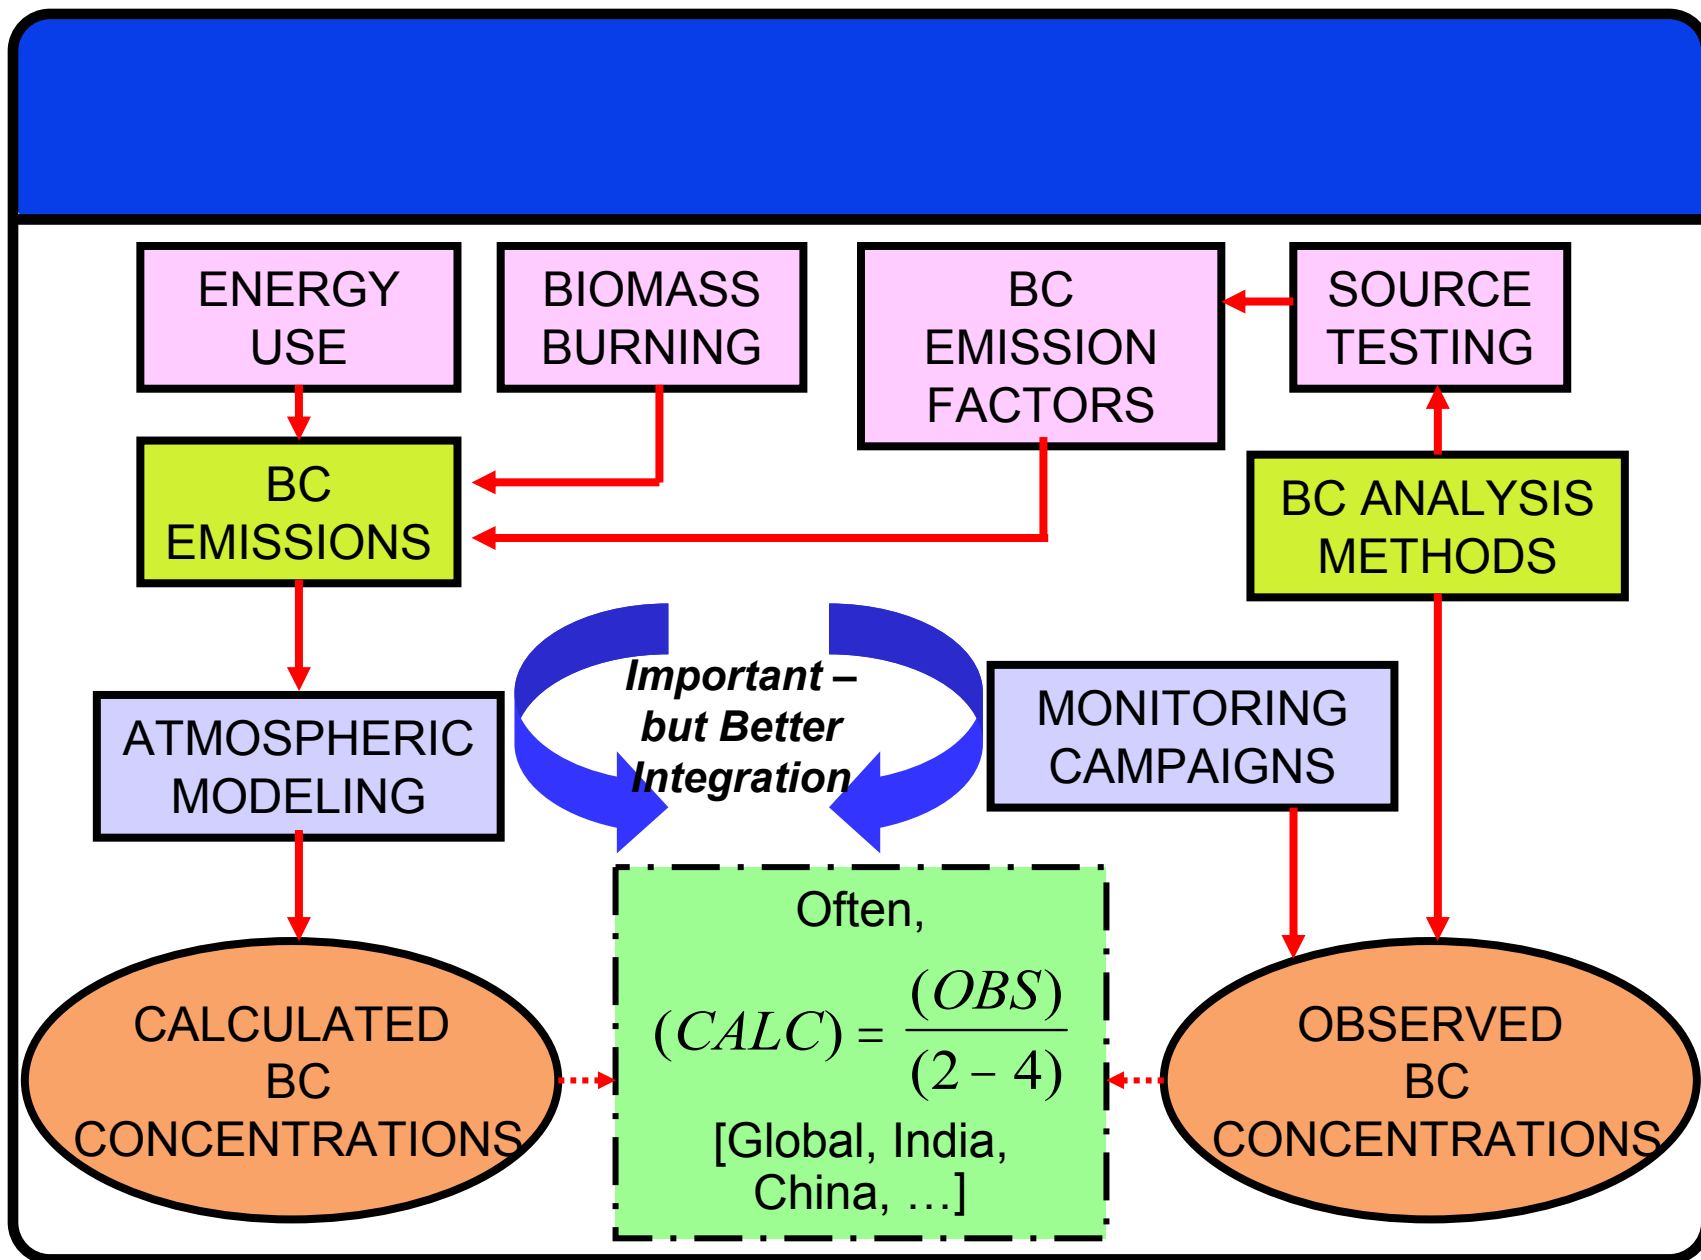 ENERGY
USE
BIOMASS
BURNING
BC
EMISSION
FACTORS
SOURCE
TESTING
BC
EMISSIONS
BC ANALYSIS
METHODS
Important –
but Better
Integration
ATMOSPHERIC
MODELING
MONITORING
CAMPAIGNS
CALCULATED
BC
CONCENTRATIONS
Often,
(CALC) = (OBS) / (2 – 4)
[Global, India,
China, …]
OBSERVED
BC
CONCENTRATIONS